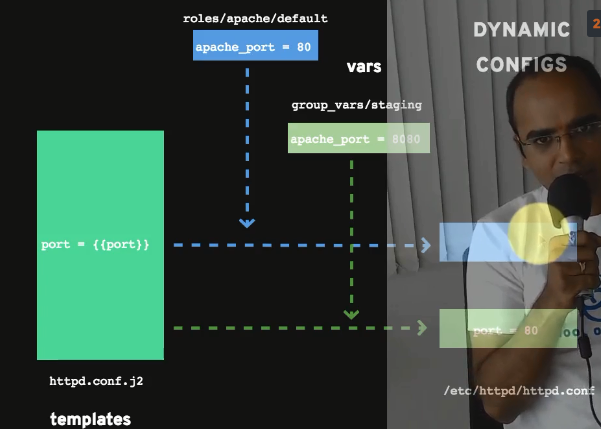 roles/apache/default
apache_port = 80
vars
group_vars/staging
apache_port = 8080
DYNAMIC
CONFIGS
2
port = {{port}}
port = 80
httpd.conf.j2
/etc/httpd/httpd.conf
templates